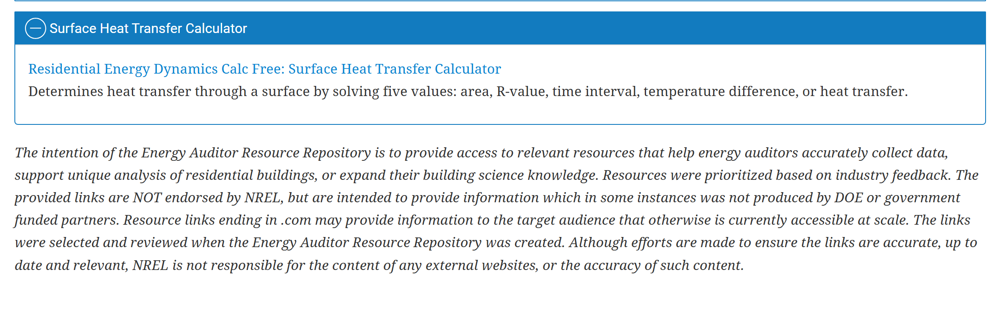 Surface Heat Transfer Calculator
Residential Energy Dynamics Calc Free: Surface Heat Transfer Calculator
Determines heat transfer through a surface by solving five values: area, R-value, time interval, temperature difference, or heat transfer.
The intention of the Energy Auditor Resource Repository is to provide access to relevant resources that help energy auditors accurately collect data,
support unique analysis of residential buildings, or expand their building science knowledge. Resources were prioritized based on industry feedback. The
provided links are NOT endorsed by NREL, but are intended to provide information which in some instances was not produced by DOE or government
funded partners. Resource links ending in .com may provide information to the target audience that otherwise is currently accessible at scale. The links
were selected and reviewed when the Energy Auditor Resource Repository was created. Although efforts are made to ensure the links are accurate, up to
date and relevant, NREL is not responsible for the content of any external websites, or the accuracy of such content.